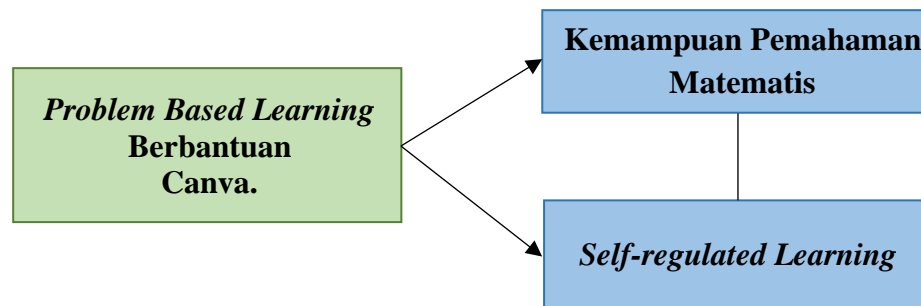 Problem Based Learning
Berbantuan
Canva.
Kemampuan Pemahaman
Matematis
Self-regulated Learning